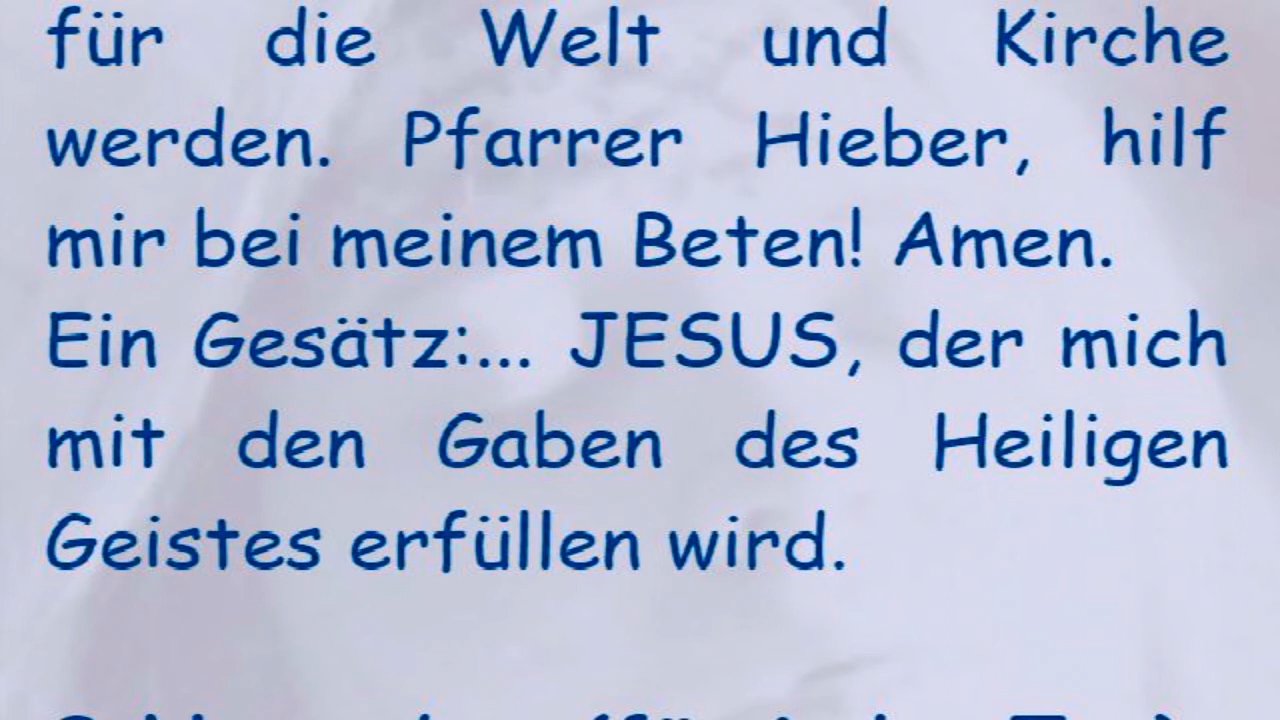 für die Welt und Kirche
werden. Pfarrer Hieber, hilf
mir bei meinem Beten! Amen.
Ein Gesätz:... JESUS, der mich
mit den Gaben des Heiligen
Geistes erfüllen wird.